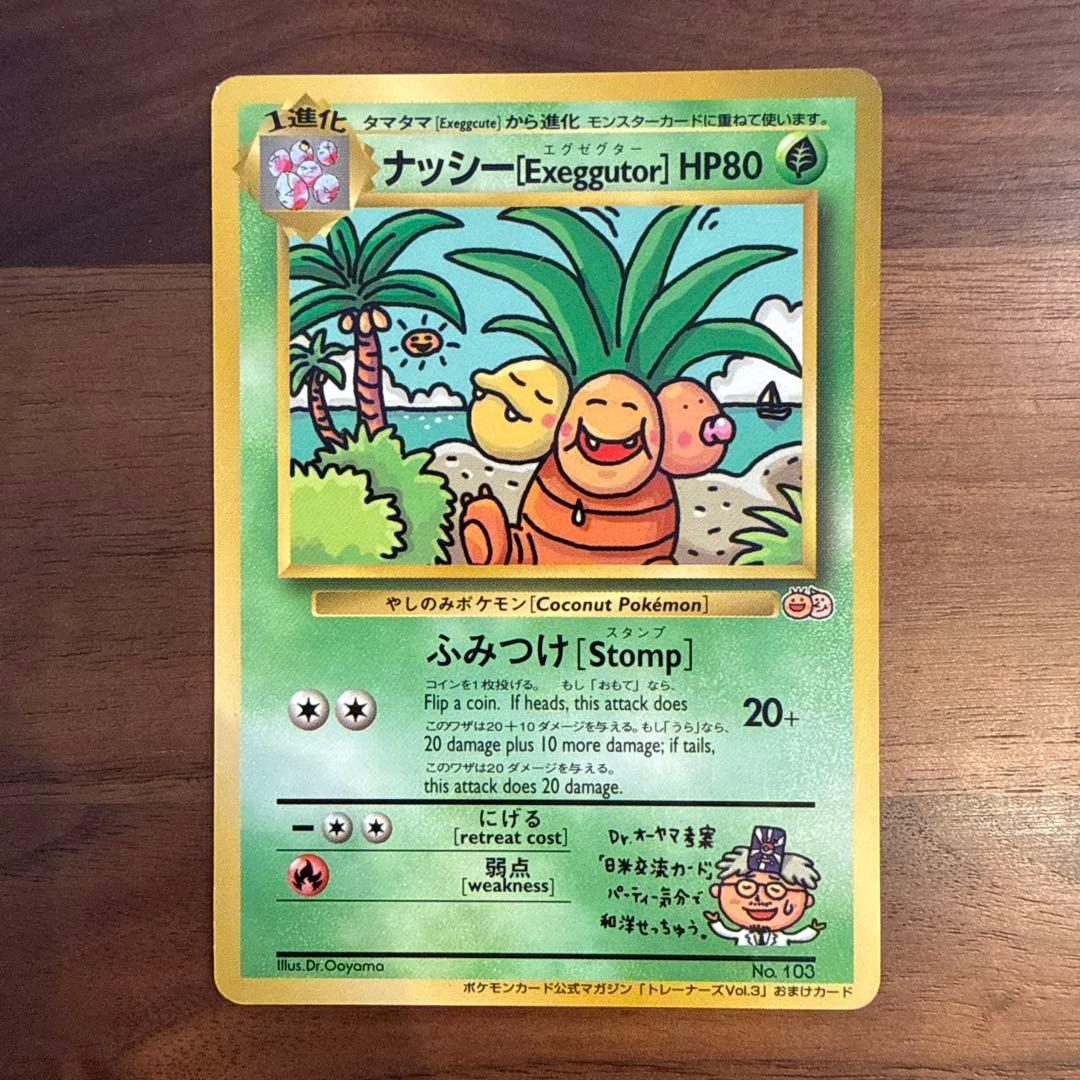 1進化
タマタマ[Exeggcute]から進化 モンスターカードに重ねて使います。
エグゼグター
ナッシー[Exeggutor] HP80
やしのみポケモン[Coconut Pokémon]
スタンプ
ふみつけ[Stomp]
コインを1枚投げる。 もし「おもて」なら、
Flip a coin. If heads, this attack does
このワザは20+10ダメージを与える。もし「うら」なら、
20 damage plus 10 more damage; if tails,
このワザは20ダメージを与える。
this attack does 20 damage.
20+
にげる
[retreat cost]
弱点
[weakness]
Dr.オーヤマ考案
「日米交流カード」
パーティー気分で
和洋せっちゅう。
Illus.Dr.Ooyama
No. 103
ポケモンカード公式マガジン「トレーナーズVol.3」おまけカード